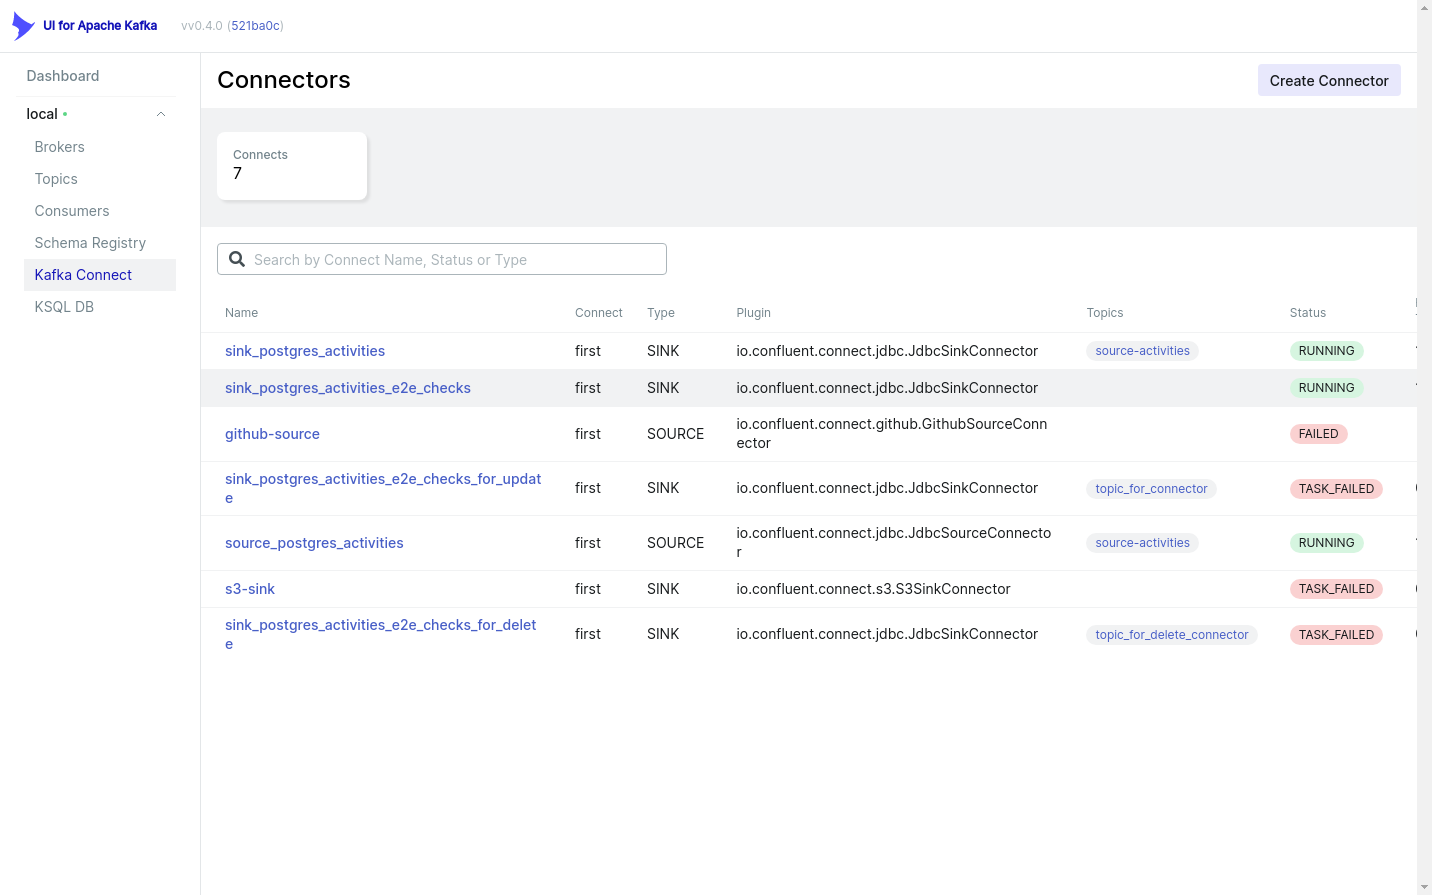 UI for Apache Kafka vv0.4.0 (521ba0c)
Dashboard
local
Brokers
Topics
Consumers
Schema Registry
Kafka Connect
KSQL DB
Connectors
Create Connector
Connects
7
Search by Connect Name, Status or Type
Name Connect Type Plugin Topics Status
sink_postgres_activities first SINK io.confluent.connect.jdbc.JdbcSinkConnector source-activities RUNNING
sink_postgres_activities_e2e_checks first SINK io.confluent.connect.jdbc.JdbcSinkConnector RUNNING
github-source first SOURCE io.confluent.connect.github.GithubSourceConn
ector FAILED
sink_postgres_activities_e2e_checks_for_updat
e first SINK io.confluent.connect.jdbc.JdbcSinkConnector topic_for_connector TASK_FAILED
source_postgres_activities first SOURCE io.confluent.connect.jdbc.JdbcSourceConnecto
r source-activities RUNNING
s3-sink first SINK io.confluent.connect.s3.S3SinkConnector TASK_FAILED
sink_postgres_activities_e2e_checks_for_delet
e first SINK io.confluent.connect.jdbc.JdbcSinkConnector topic_for_delete_connector TASK_FAILED